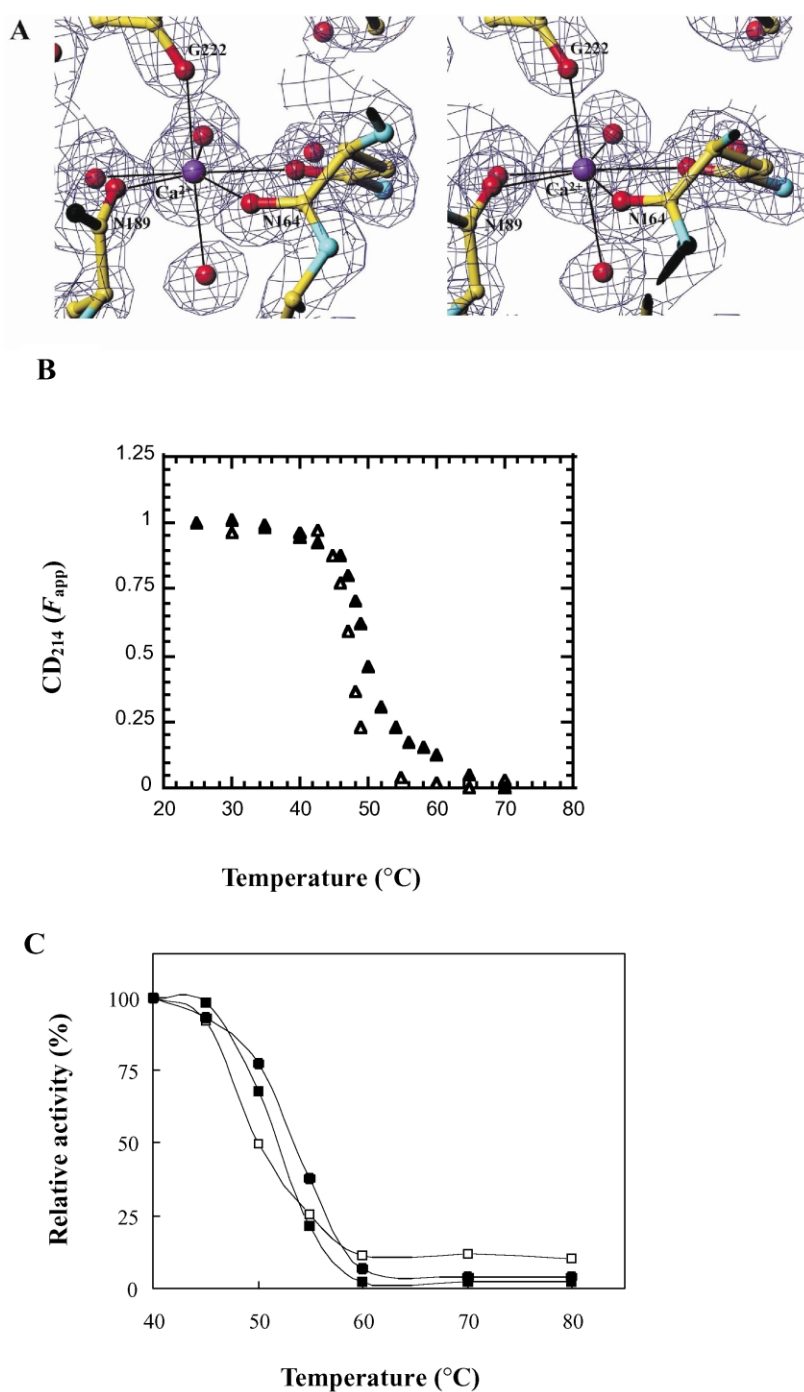 A
G222
Ca2+
N189
N164
G222
Ca2+
N189
N164
B
1.25
1
0.75
0.5
0.25
0
20 30 40 50 60 70 80
CD214 (Fapp)
Temperature (°C)
C
100
75
50
25
0
40 50 60 70 80
Relative activity (%)
Temperature (°C)